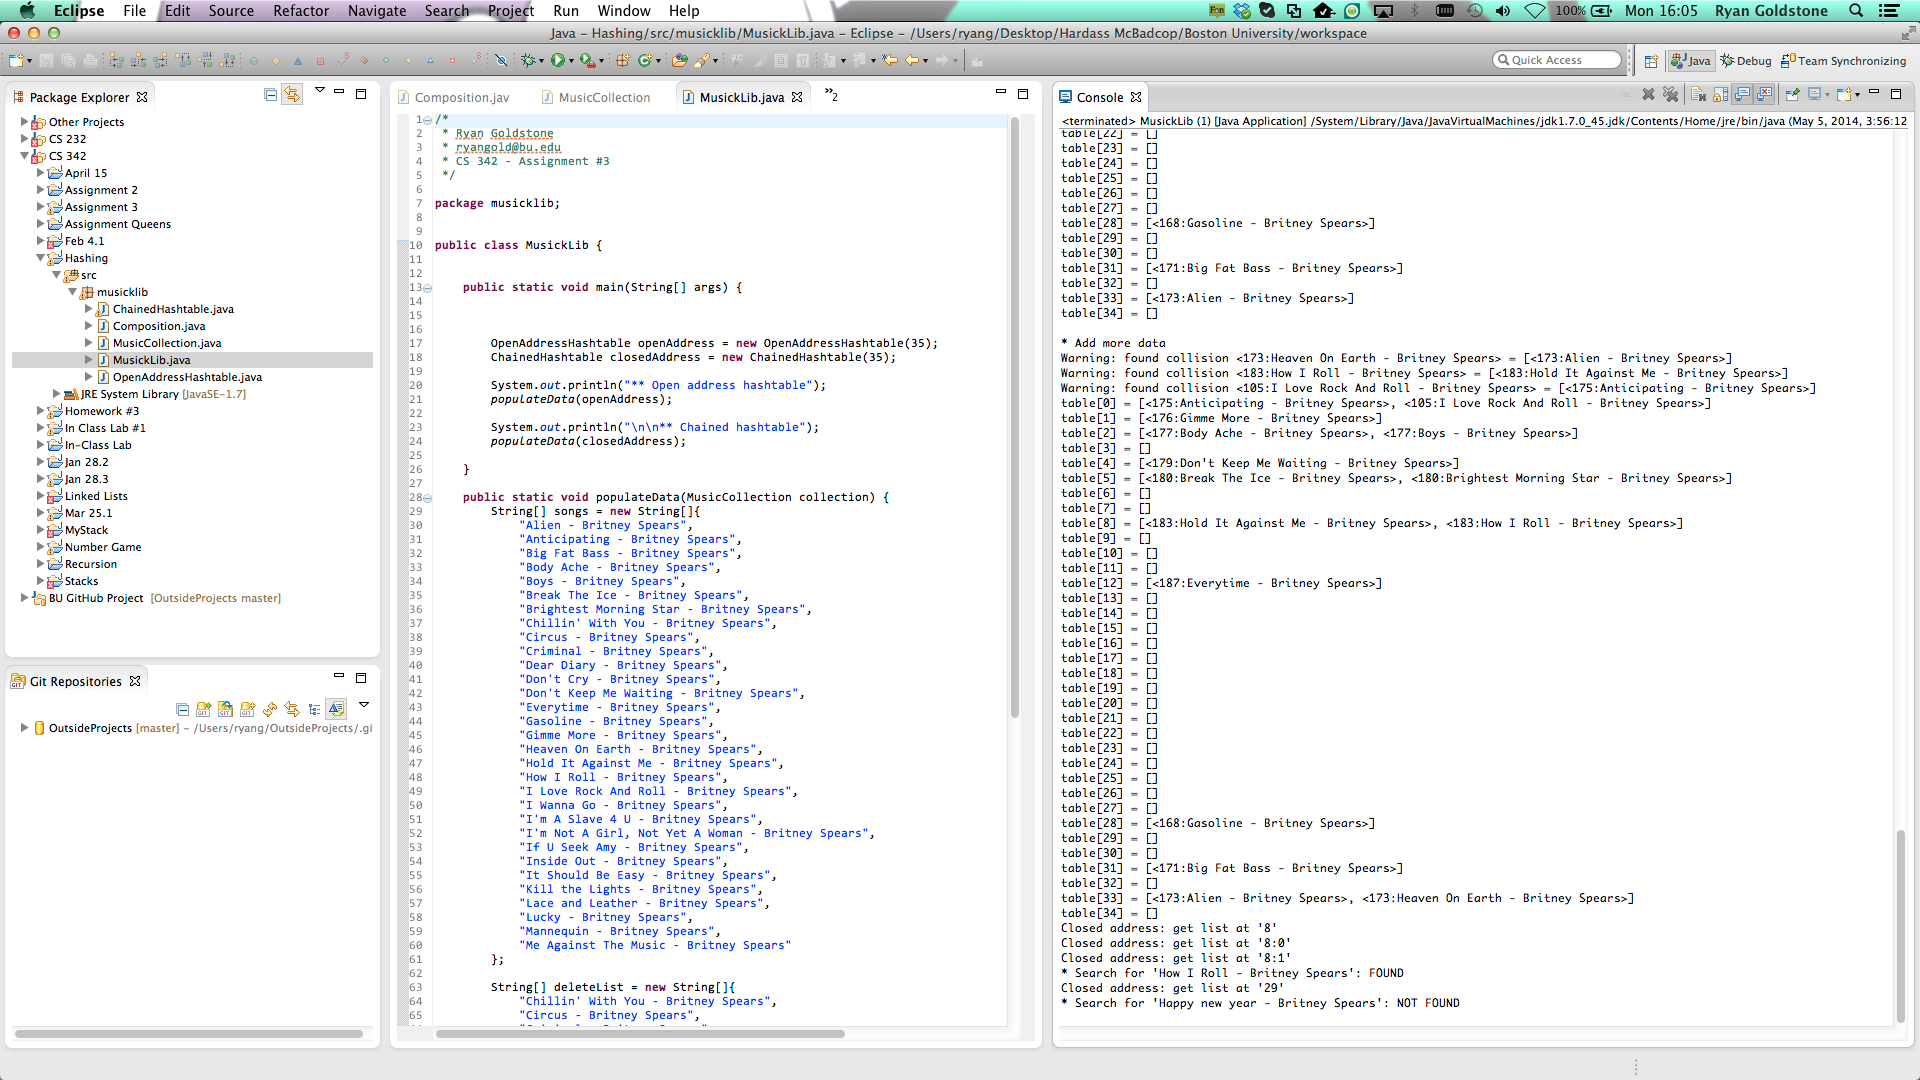 Eclipse File Edit Source Refactor Navigate Search Project Run Window Help
100% Mon 16:05 Ryan Goldstone
Java – Hashing/src/musicklib/MusickLib.java – Eclipse – /Users/ryang/Desktop/Hardass McBadcop/Boston University/workspace
Quick Access
Java Debug Team Synchronizing
Package Explorer
Other Projects
CS 232
CS 342
April 15
Assignment 2
Assignment 3
Assignment Queens
Feb 4.1
Hashing
src
musicklib
ChainedHashtable.java
Composition.java
MusicCollection.java
MusickLib.java
OpenAddressHashtable.java
JRE System Library [JavaSE-1.7]
Homework #3
In Class Lab #1
In-Class Lab
Jan 28.2
Jan 28.3
Linked Lists
Mar 25.1
MyStack
Number Game
Recursion
Stacks
BU GitHub Project [OutsideProjects master]
Git Repositories
OutsideProjects [master] – /Users/ryang/OutsideProjects/.gi
Composition.jav MusicCollection MusickLib.java »2
1 /*
2 * Ryan Goldstone
3 * ryangold@bu.edu
4 * CS 342 - Assignment #3
5 */
6
7 package musicklib;
8
9
10 public class MusickLib {
11
12
13 public static void main(String[] args) {
14
15
16
17 OpenAddressHashtable openAddress = new OpenAddressHashtable(35);
18 ChainedHashtable closedAddress = new ChainedHashtable(35);
19
20 System.out.println("** Open address hashtable");
21 populateData(openAddress);
22
23 System.out.println("\n\n** Chained hashtable");
24 populateData(closedAddress);
25
26 }
27
28 public static void populateData(MusicCollection collection) {
29 String[] songs = new String[]{
30 "Alien - Britney Spears",
31 "Anticipating - Britney Spears",
32 "Big Fat Bass - Britney Spears",
33 "Body Ache - Britney Spears",
34 "Boys - Britney Spears",
35 "Break The Ice - Britney Spears",
36 "Brightest Morning Star - Britney Spears",
37 "Chillin' With You - Britney Spears",
38 "Circus - Britney Spears",
39 "Criminal - Britney Spears",
40 "Dear Diary - Britney Spears",
41 "Don't Cry - Britney Spears",
42 "Don't Keep Me Waiting - Britney Spears",
43 "Everytime - Britney Spears",
44 "Gasoline - Britney Spears",
45 "Gimme More - Britney Spears",
46 "Heaven On Earth - Britney Spears",
47 "Hold It Against Me - Britney Spears",
48 "How I Roll - Britney Spears",
49 "I Love Rock And Roll - Britney Spears",
50 "I Wanna Go - Britney Spears",
51 "I'm A Slave 4 U - Britney Spears",
52 "I'm Not A Girl, Not Yet A Woman - Britney Spears",
53 "If U Seek Amy - Britney Spears",
54 "Inside Out - Britney Spears",
55 "It Should Be Easy - Britney Spears",
56 "Kill the Lights - Britney Spears",
57 "Lace and Leather - Britney Spears",
58 "Lucky - Britney Spears",
59 "Mannequin - Britney Spears",
60 "Me Against The Music - Britney Spears"
61 };
62
63 String[] deleteList = new String[]{
64 "Chillin' With You - Britney Spears",
65 "Circus - Britney Spears",
Console
<terminated> MusickLib (1) [Java Application] /System/Library/Java/JavaVirtualMachines/jdk1.7.0_45.jdk/Contents/Home/jre/bin/java (May 5, 2014, 3:56:12
table[22] = []
table[23] = []
table[24] = []
table[25] = []
table[26] = []
table[27] = []
table[28] = [<168:Gasoline - Britney Spears>]
table[29] = []
table[30] = []
table[31] = [<171:Big Fat Bass - Britney Spears>]
table[32] = []
table[33] = [<173:Alien - Britney Spears>]
table[34] = []
* Add more data
Warning: found collision <173:Heaven On Earth - Britney Spears> = [<173:Alien - Britney Spears>]
Warning: found collision <183:How I Roll - Britney Spears> = [<183:Hold It Against Me - Britney Spears>]
Warning: found collision <105:I Love Rock And Roll - Britney Spears> = [<175:Anticipating - Britney Spears>]
table[0] = [<175:Anticipating - Britney Spears>, <105:I Love Rock And Roll - Britney Spears>]
table[1] = [<176:Gimme More - Britney Spears>]
table[2] = [<177:Body Ache - Britney Spears>, <177:Boys - Britney Spears>]
table[3] = []
table[4] = [<179:Don't Keep Me Waiting - Britney Spears>]
table[5] = [<180:Break The Ice - Britney Spears>, <180:Brightest Morning Star - Britney Spears>]
table[6] = []
table[7] = []
table[8] = [<183:Hold It Against Me - Britney Spears>, <183:How I Roll - Britney Spears>]
table[9] = []
table[10] = []
table[11] = []
table[12] = [<187:Everytime - Britney Spears>]
table[13] = []
table[14] = []
table[15] = []
table[16] = []
table[17] = []
table[18] = []
table[19] = []
table[20] = []
table[21] = []
table[22] = []
table[23] = []
table[24] = []
table[25] = []
table[26] = []
table[27] = []
table[28] = [<168:Gasoline - Britney Spears>]
table[29] = []
table[30] = []
table[31] = [<171:Big Fat Bass - Britney Spears>]
table[32] = []
table[33] = [<173:Alien - Britney Spears>, <173:Heaven On Earth - Britney Spears>]
table[34] = []
Closed address: get list at '8'
Closed address: get list at '8:0'
Closed address: get list at '8:1'
* Search for 'How I Roll - Britney Spears': FOUND
Closed address: get list at '29'
* Search for 'Happy new year - Britney Spears': NOT FOUND